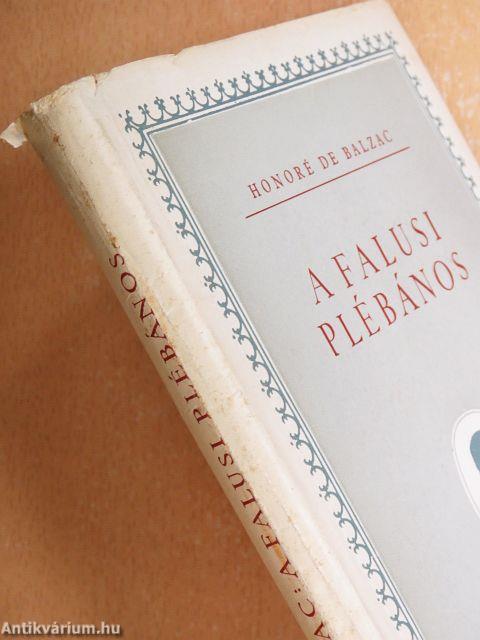 HONORÉ DE BALZAC
A FALUSI
PLÉBÁNOS
AC: A FALUSI PLÉBÁNOS
Antikvárium.hu